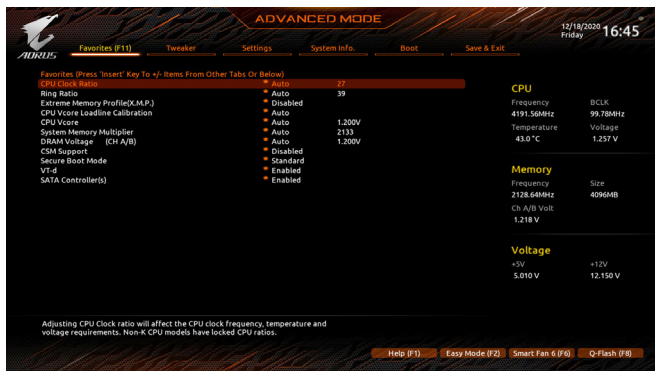 ADVANCED MODE
12/18/2020
Friday
16:45
AORUS
Favorites (F11) Tweaker Settings System Info. Boot Save & Exit
Favorites (Press 'Insert' Key To +/- Items From Other Tabs Or Below)
CPU Clock Ratio * Auto 27
Ring Ratio * Auto 39
Extreme Memory Profile(X.M.P.) * Disabled
CPU Vcore Loadline Calibration * Auto
CPU Vcore * Auto 1.200V
System Memory Multiplier * Auto 2133
DRAM Voltage (CH A/B) * Auto 1.200V
CSM Support * Disabled
Secure Boot Mode * Standard
VT-d * Enabled
SATA Controller(s) * Enabled
CPU
Frequency BCLK
4191.56MHz 99.78MHz
Temperature Voltage
43.0 °C 1.257 V
Memory
Frequency Size
2128.64MHz 4096MB
Ch A/B Volt
1.218 V
Voltage
+5V +12V
5.010 V 12.150 V
Adjusting CPU Clock ratio will affect the CPU clock frequency, temperature and
voltage requirements. Non-K CPU models have locked CPU ratios.
Help (F1) Easy Mode (F2) Smart Fan 6 (F6) Q-Flash (F8)